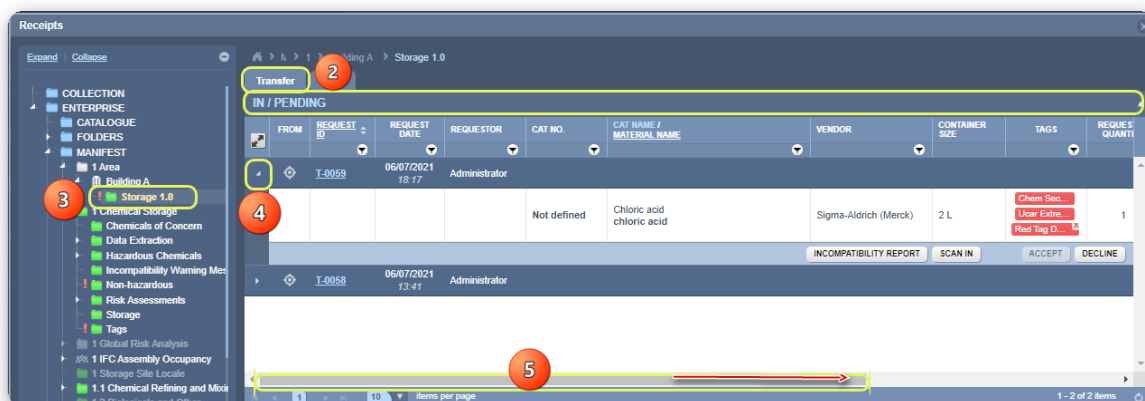 Receipts
Expand | Collapse
COLLECTION
ENTERPRISE
CATALOGUE
FOLDERS
MANIFEST
1 Area
Building A
! Storage 1.0
1 Chemical Storage
Chemicals of Concern
Data Extraction
Hazardous Chemicals
Incompatibility Warning Mes
! Non-hazardous
Risk Assessments
Storage
! Tags
1 Global Risk Analysis
1 IFC Assembly Occupancy
1 Storage Site Locale
1.1 Chemical Refining and Mixin
3
1 > Building A > Storage 1.0
Transfer
2
IN / PENDING
FROM REQUEST ID REQUEST DATE REQUESTOR CAT NO. CAT NAME / MATERIAL NAME VENDOR CONTAINER SIZE TAGS REQUES QUANTI
T-0059 06/07/2021 18:17 Administrator
4
Not defined Chloric acid chloric acid Sigma-Aldrich (Merck) 2 L Chem Sec... Ucar Extre... Red Tag D... 1
INCOMPATIBILITY REPORT SCAN IN ACCEPT DECLINE
T-0058 06/07/2021 13:41 Administrator
5
1 10 items per page 1 - 2 of 2 items